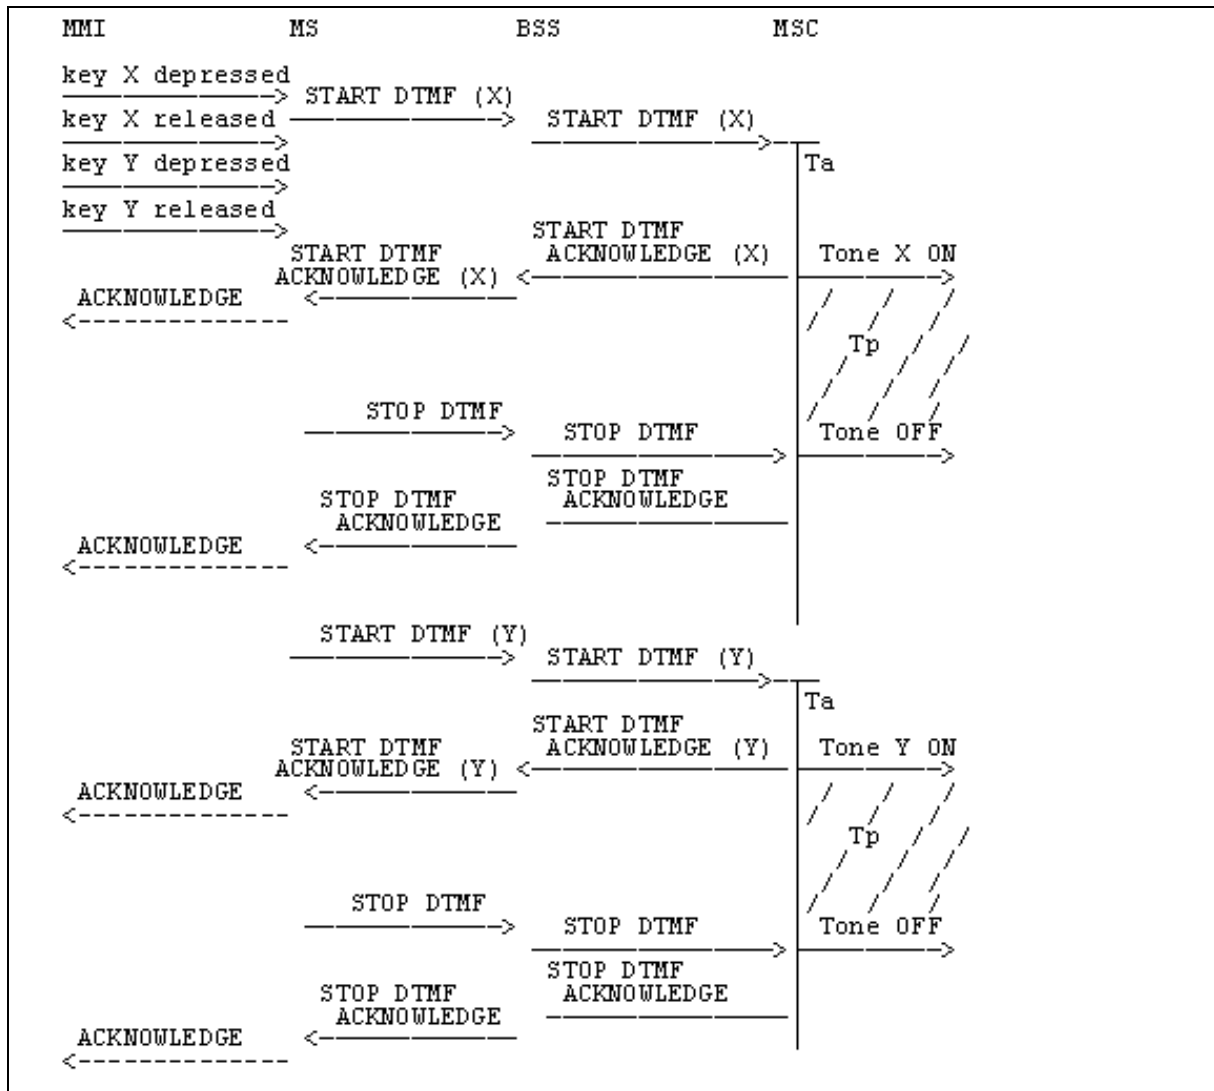 MMI MS BSS MSC
key X depressed
START DTMF (X)
key X released START DTMF (X)
key Y depressed Ta
key Y released
START DTMF
START DTMF ACKNOWLEDGE (X) Tone X ON
ACKNOWLEDGE (X)
ACKNOWLEDGE
Tp
STOP DTMF
STOP DTMF Tone OFF
STOP DTMF
STOP DTMF ACKNOWLEDGE
ACKNOWLEDGE
ACKNOWLEDGE
START DTMF (Y)
START DTMF (Y)
Ta
START DTMF
START DTMF ACKNOWLEDGE (Y) Tone Y ON
ACKNOWLEDGE (Y)
ACKNOWLEDGE
Tp
STOP DTMF
STOP DTMF Tone OFF
STOP DTMF
STOP DTMF ACKNOWLEDGE
ACKNOWLEDGE
ACKNOWLEDGE